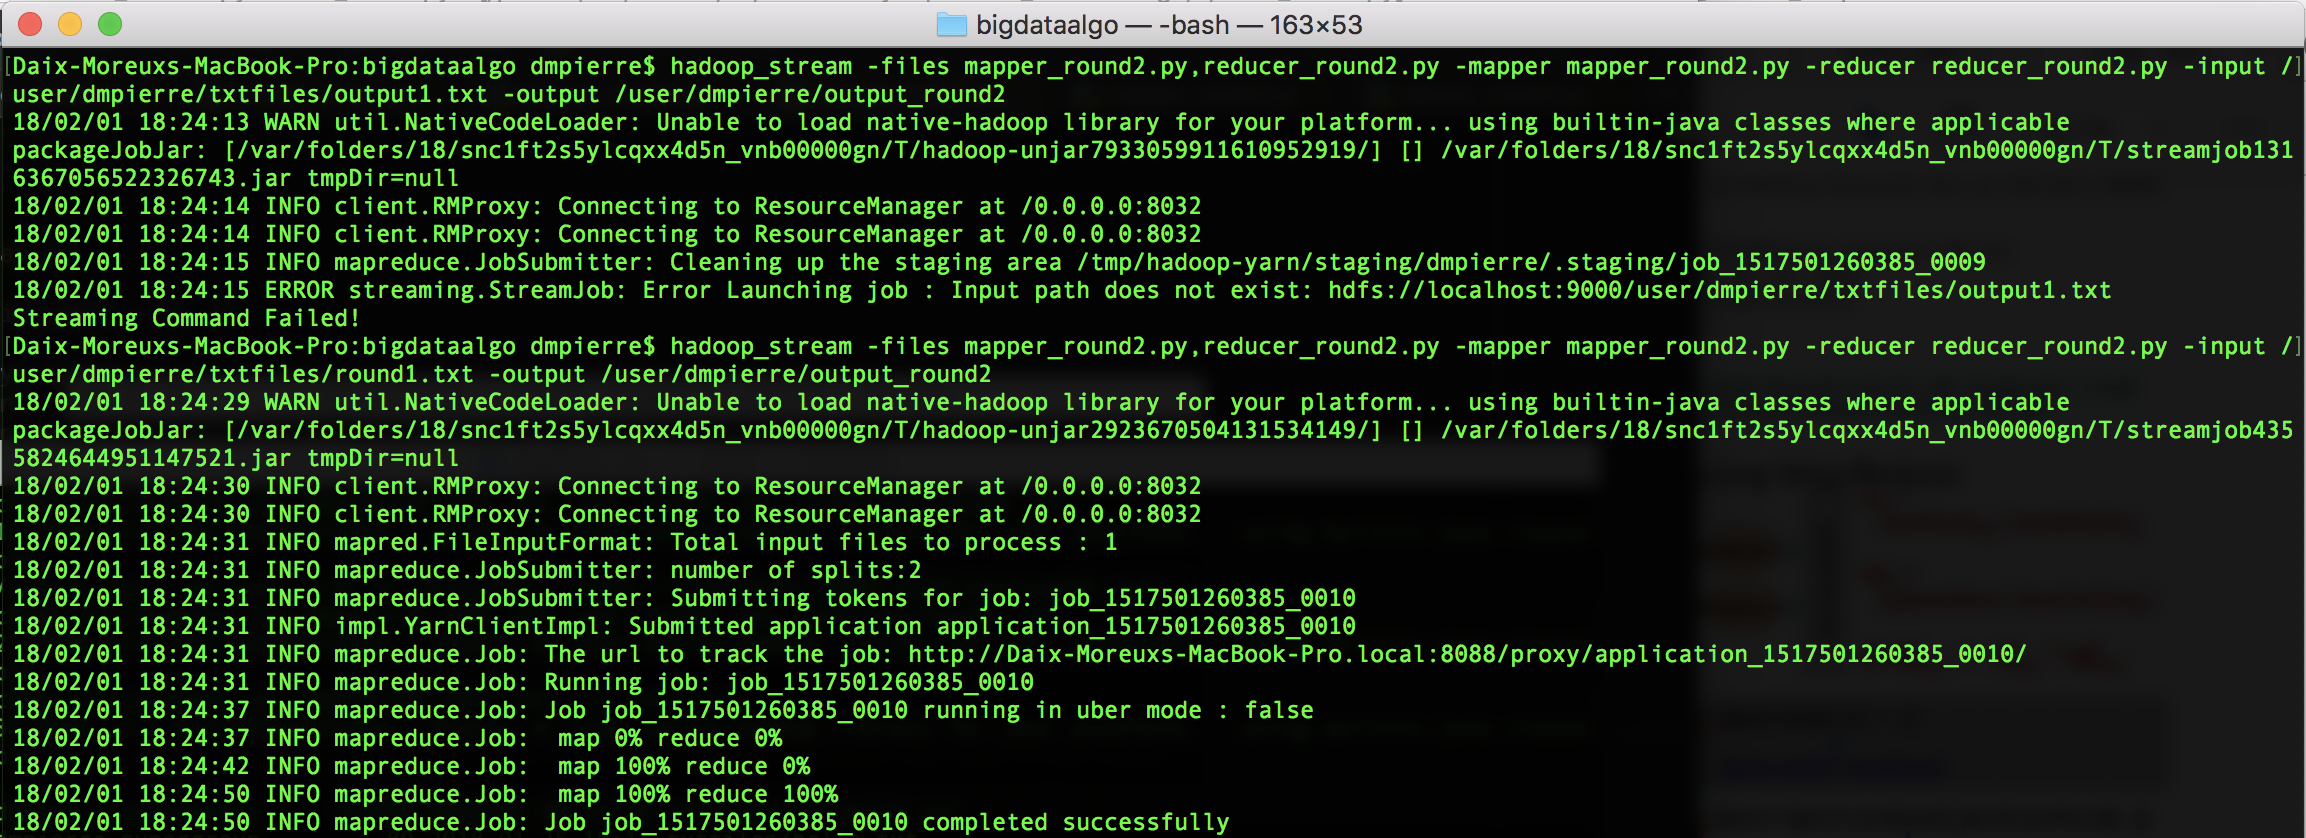 bigdataalgo — -bash — 163×53
[Daix-Moreuxs-MacBook-Pro:bigdataalgo dmpierre$ hadoop_stream -files mapper_round2.py,reducer_round2.py -mapper mapper_round2.py -reducer reducer_round2.py -input /]
user/dmpierre/txtfiles/output1.txt -output /user/dmpierre/output_round2
18/02/01 18:24:13 WARN util.NativeCodeLoader: Unable to load native-hadoop library for your platform... using builtin-java classes where applicable
packageJobJar: [/var/folders/18/snc1ft2s5ylcqxx4d5n_vnb00000gn/T/hadoop-unjar7933059911610952919/] [] /var/folders/18/snc1ft2s5ylcqxx4d5n_vnb00000gn/T/streamjob131
6367056522326743.jar tmpDir=null
18/02/01 18:24:14 INFO client.RMProxy: Connecting to ResourceManager at /0.0.0.0:8032
18/02/01 18:24:14 INFO client.RMProxy: Connecting to ResourceManager at /0.0.0.0:8032
18/02/01 18:24:15 INFO mapreduce.JobSubmitter: Cleaning up the staging area /tmp/hadoop-yarn/staging/dmpierre/.staging/job_1517501260385_0009
18/02/01 18:24:15 ERROR streaming.StreamJob: Error Launching job : Input path does not exist: hdfs://localhost:9000/user/dmpierre/txtfiles/output1.txt
Streaming Command Failed!
[Daix-Moreuxs-MacBook-Pro:bigdataalgo dmpierre$ hadoop_stream -files mapper_round2.py,reducer_round2.py -mapper mapper_round2.py -reducer reducer_round2.py -input /]
user/dmpierre/txtfiles/round1.txt -output /user/dmpierre/output_round2
18/02/01 18:24:29 WARN util.NativeCodeLoader: Unable to load native-hadoop library for your platform... using builtin-java classes where applicable
packageJobJar: [/var/folders/18/snc1ft2s5ylcqxx4d5n_vnb00000gn/T/hadoop-unjar2923670504131534149/] [] /var/folders/18/snc1ft2s5ylcqxx4d5n_vnb00000gn/T/streamjob435
5824644951147521.jar tmpDir=null
18/02/01 18:24:30 INFO client.RMProxy: Connecting to ResourceManager at /0.0.0.0:8032
18/02/01 18:24:30 INFO client.RMProxy: Connecting to ResourceManager at /0.0.0.0:8032
18/02/01 18:24:31 INFO mapred.FileInputFormat: Total input files to process : 1
18/02/01 18:24:31 INFO mapreduce.JobSubmitter: number of splits:2
18/02/01 18:24:31 INFO mapreduce.JobSubmitter: Submitting tokens for job: job_1517501260385_0010
18/02/01 18:24:31 INFO impl.YarnClientImpl: Submitted application application_1517501260385_0010
18/02/01 18:24:31 INFO mapreduce.Job: The url to track the job: http://Daix-Moreuxs-MacBook-Pro.local:8088/proxy/application_1517501260385_0010/
18/02/01 18:24:31 INFO mapreduce.Job: Running job: job_1517501260385_0010
18/02/01 18:24:37 INFO mapreduce.Job: Job job_1517501260385_0010 running in uber mode : false
18/02/01 18:24:37 INFO mapreduce.Job:  map 0% reduce 0%
18/02/01 18:24:42 INFO mapreduce.Job:  map 100% reduce 0%
18/02/01 18:24:50 INFO mapreduce.Job:  map 100% reduce 100%
18/02/01 18:24:50 INFO mapreduce.Job: Job job_1517501260385_0010 completed successfully